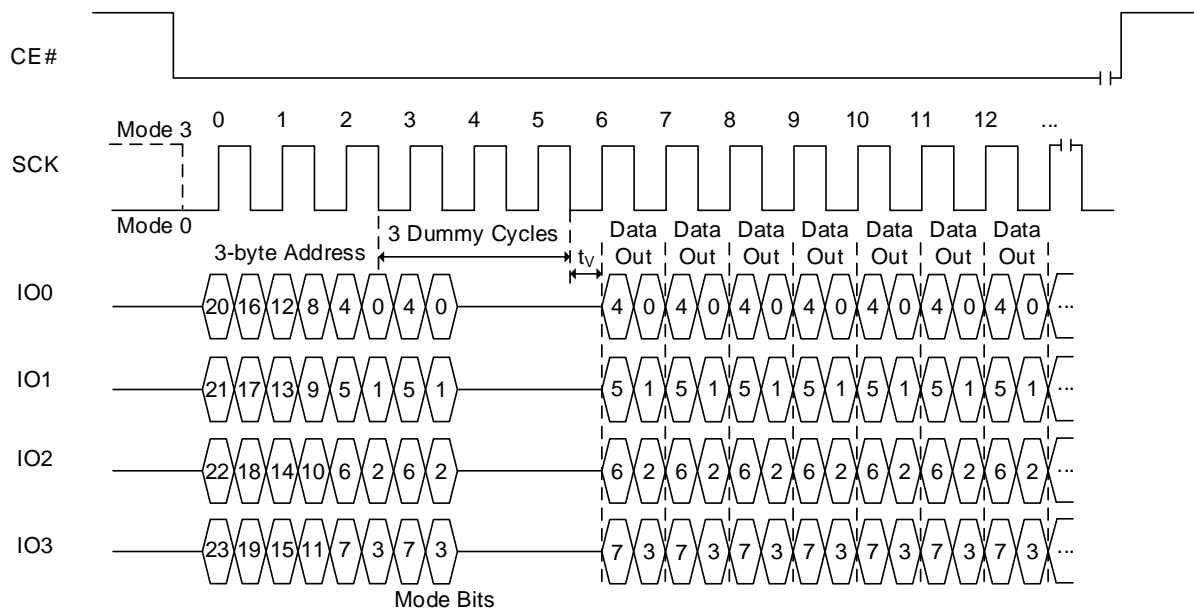 CE#
0 1 2 3 4 5 6 7 8 9 10 11 12 ...
Mode 3
SCK
Mode 0
3 Dummy Cycles Data Data Data Data Data Data Data
3-byte Address tV Out Out Out Out Out Out Out
IO0 20 16 12 8 4 0 4 0 4 0 4 0 4 0 4 0 4 0 4 0 4 0 ...
IO1 21 17 13 9 5 1 5 1 5 1 5 1 5 1 5 1 5 1 5 1 5 1 ...
IO2 22 18 14 10 6 2 6 2 6 2 6 2 6 2 6 2 6 2 6 2 6 2 ...
IO3 23 19 15 11 7 3 7 3 7 3 7 3 7 3 7 3 7 3 7 3 7 3 ...
Mode Bits